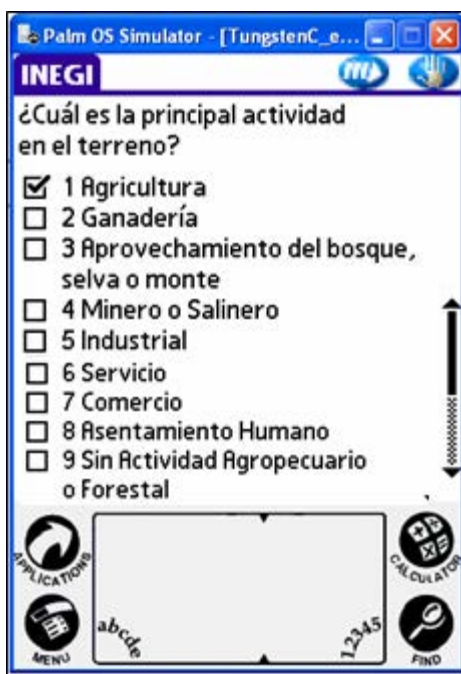 Palm OS Simulator - [TungstenC_e...
INEGI
¿Cuál es la principal actividad
en el terreno?
1 Agricultura
2 Ganadería
3 Aprovechamiento del bosque,
selva o monte
4 Minero o Salinero
5 Industrial
6 Servicio
7 Comercio
8 Asentamiento Humano
9 Sin Actividad Agropecuario
o Forestal
APPLICATIONS
CALCULATOR
abcde
12345
MENU
FIND